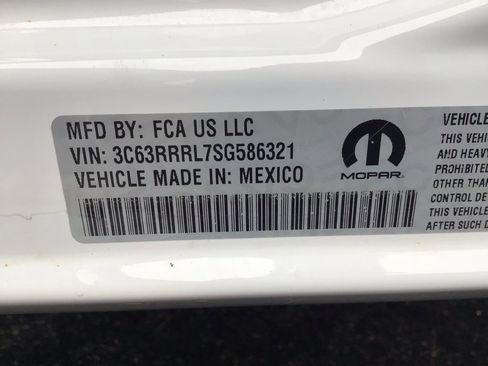 MFD BY: FCA US LLC
VIN: 3C63RRRL7SG586321
VEHICLE MADE IN: MEXICO
MOPAR
VEHICLE
THIS VEHI
AND HEAVY
PROHIBITED
OTHER THAN
CONTROL DE
THIS VEHICLE
AFTER SUCH D